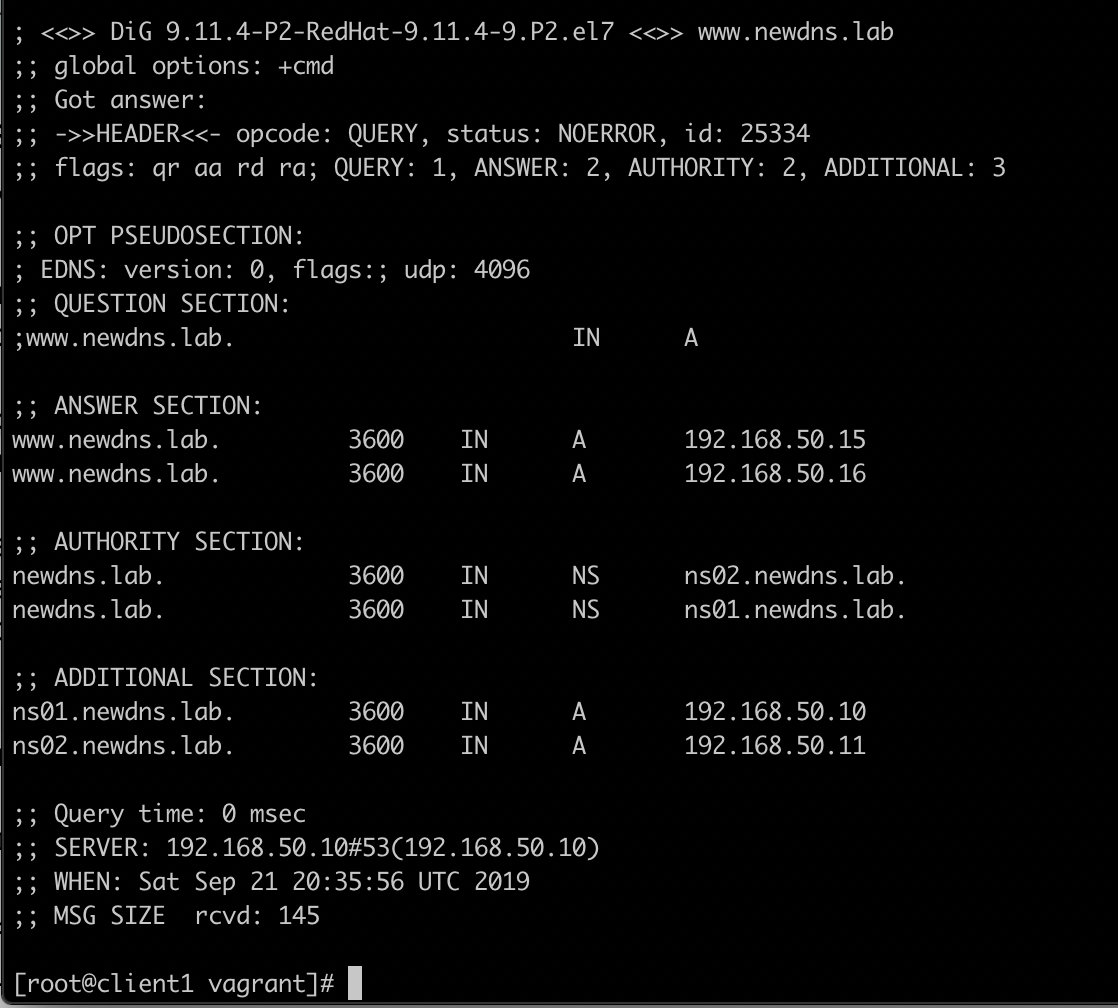 ; <<>> DiG 9.11.4-P2-RedHat-9.11.4-9.P2.el7 <<>> www.newdns.lab
;; global options: +cmd
;; Got answer:
;; ->>HEADER<<- opcode: QUERY, status: NOERROR, id: 25334
;; flags: qr aa rd ra; QUERY: 1, ANSWER: 2, AUTHORITY: 2, ADDITIONAL: 3

;; OPT PSEUDOSECTION:
; EDNS: version: 0, flags:; udp: 4096
;; QUESTION SECTION:
;www.newdns.lab.                        IN      A

;; ANSWER SECTION:
www.newdns.lab.         3600    IN      A       192.168.50.15
www.newdns.lab.         3600    IN      A       192.168.50.16

;; AUTHORITY SECTION:
newdns.lab.             3600    IN      NS      ns02.newdns.lab.
newdns.lab.             3600    IN      NS      ns01.newdns.lab.

;; ADDITIONAL SECTION:
ns01.newdns.lab.        3600    IN      A       192.168.50.10
ns02.newdns.lab.        3600    IN      A       192.168.50.11

;; Query time: 0 msec
;; SERVER: 192.168.50.10#53(192.168.50.10)
;; WHEN: Sat Sep 21 20:35:56 UTC 2019
;; MSG SIZE  rcvd: 145

[root@client1 vagrant]#